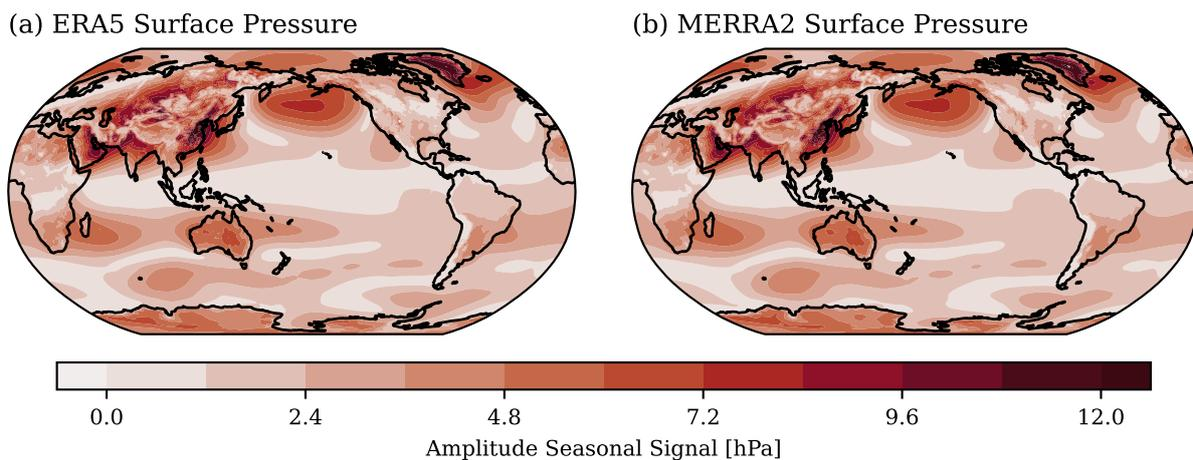 (a) ERA5 Surface Pressure
(b) MERRA2 Surface Pressure
0.0 2.4 4.8 7.2 9.6 12.0
Amplitude Seasonal Signal [hPa]